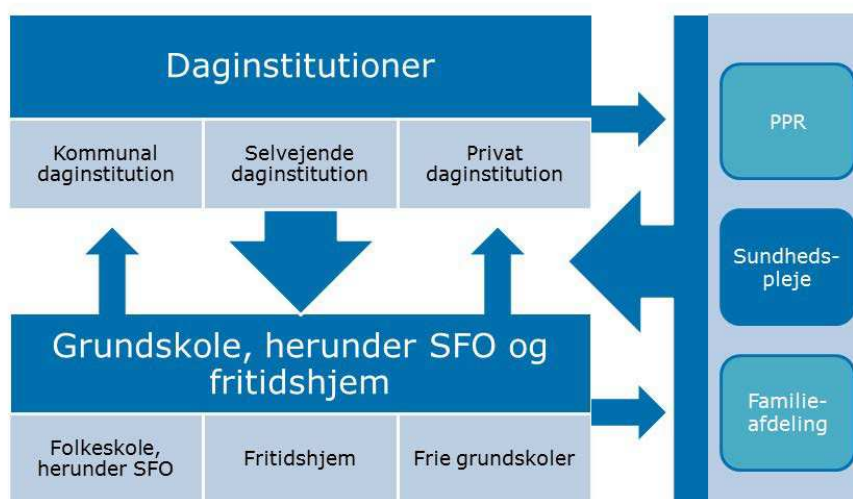 Daginstitutioner
Kommunal
daginstitution
Selvejende
daginstitution
Privat
daginstitution
Grundskole, herunder SFO og
fritidshjem
Folkeskole,
herunder SFO
Fritidshjem
Frie grundskoler
PPR
Sundheds-
pleje
Familie-
afdeling